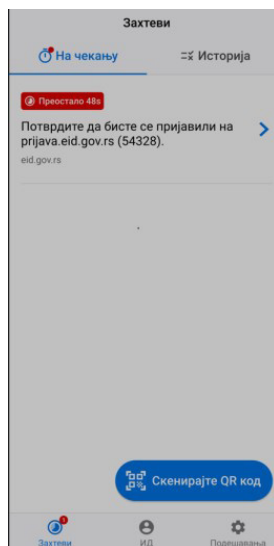 Захтеви
На чекању
Историја
Преостало 48s
Потврдите да бисте се пријавили на
prijava.eid.gov.rs (54328).
eid.gov.rs
Скенирајте QR код
1
Захтеви
ИД
Подешавања